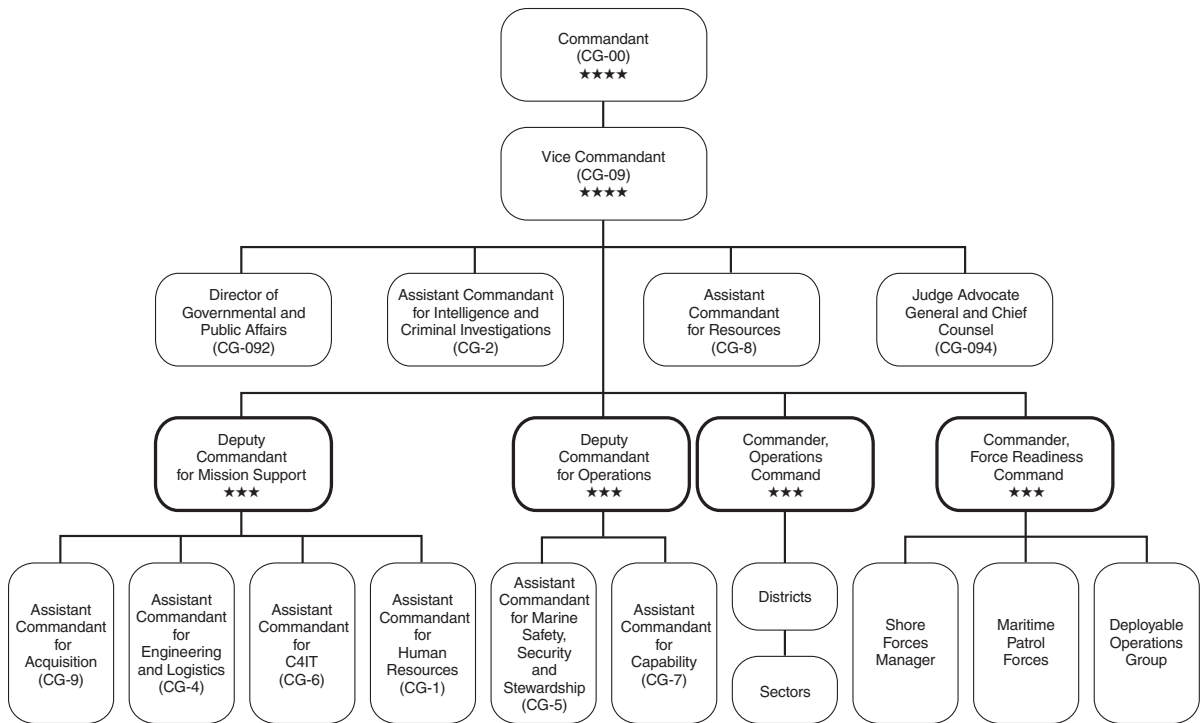 Commandant
(CG-00)
★★★★
Vice Commandant
(CG-09)
★★★★
Director of
Governmental and
Public Affairs
(CG-092)
Assistant Commandant
for Intelligence and
Criminal Investigations
(CG-2)
Assistant
Commandant
for Resources
(CG-8)
Judge Advocate
General and Chief
Counsel
(CG-094)
Deputy
Commandant
for Mission Support
★★★
Deputy
Commandant
for Operations
★★★
Commander,
Operations
Command
★★★
Commander,
Force Readiness
Command
★★★
Assistant
Commandant
for
Acquisition
(CG-9)
Assistant
Commandant
for
Engineering
and Logistics
(CG-4)
Assistant
Commandant
for
C4IT
(CG-6)
Assistant
Commandant
for
Human
Resources
(CG-1)
Assistant
Commandant
for Marine
Safety,
Security
and
Stewardship
(CG-5)
Assistant
Commandant
for
Capability
(CG-7)
Districts
Sectors
Shore
Forces
Manager
Maritime
Patrol
Forces
Deployable
Operations
Group